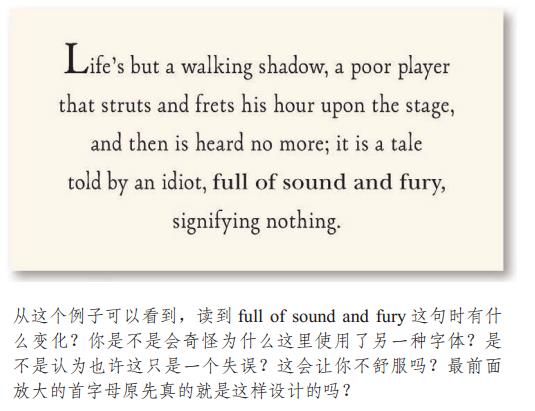 Life’s but a walking shadow, a poor player
that struts and frets his hour upon the stage,
and then is heard no more; it is a tale
told by an idiot, full of sound and fury,
signifying nothing.
从这个例子可以看到，读到 full of sound and fury 这句时有什
么变化？你是不是会奇怪为什么这里使用了另一种字体？是
不是认为也许这只是一个失误？这会让你不舒服吗？最前面
放大的首字母原先真的就是这样设计的吗？